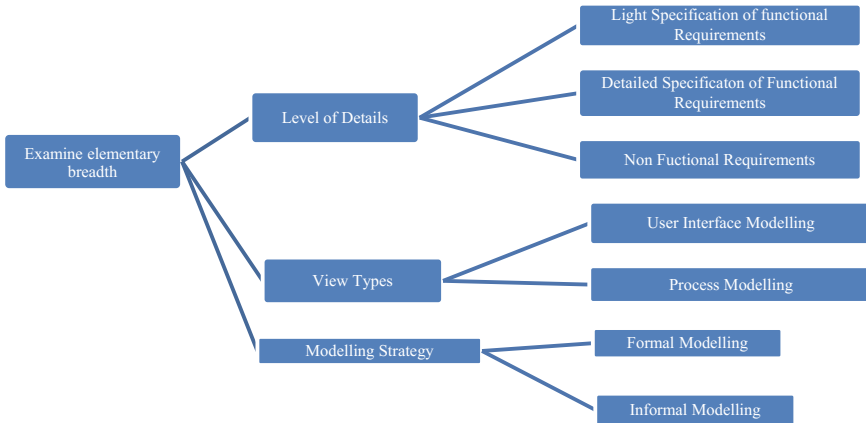 Light Specification of functional
Requirements
Detailed Specificaton of Functional
Requirements
Level of Details
Examine elementary
breadth
Non Fuctional Requirements
User Interface Modelling
View Types
Process Modelling
Modelling Strategy
Formal Modelling
Informal Modelling